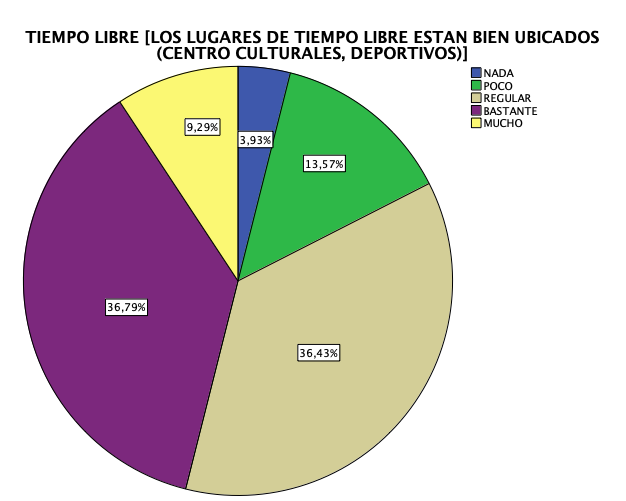 TIEMPO LIBRE [LOS LUGARES DE TIEMPO LIBRE ESTAN BIEN UBICADOS
(CENTRO CULTURALES, DEPORTIVOS)]
NADA
POCO
REGULAR
BASTANTE
MUCHO
9,29%
3,93%
13,57%
36,79%
36,43%